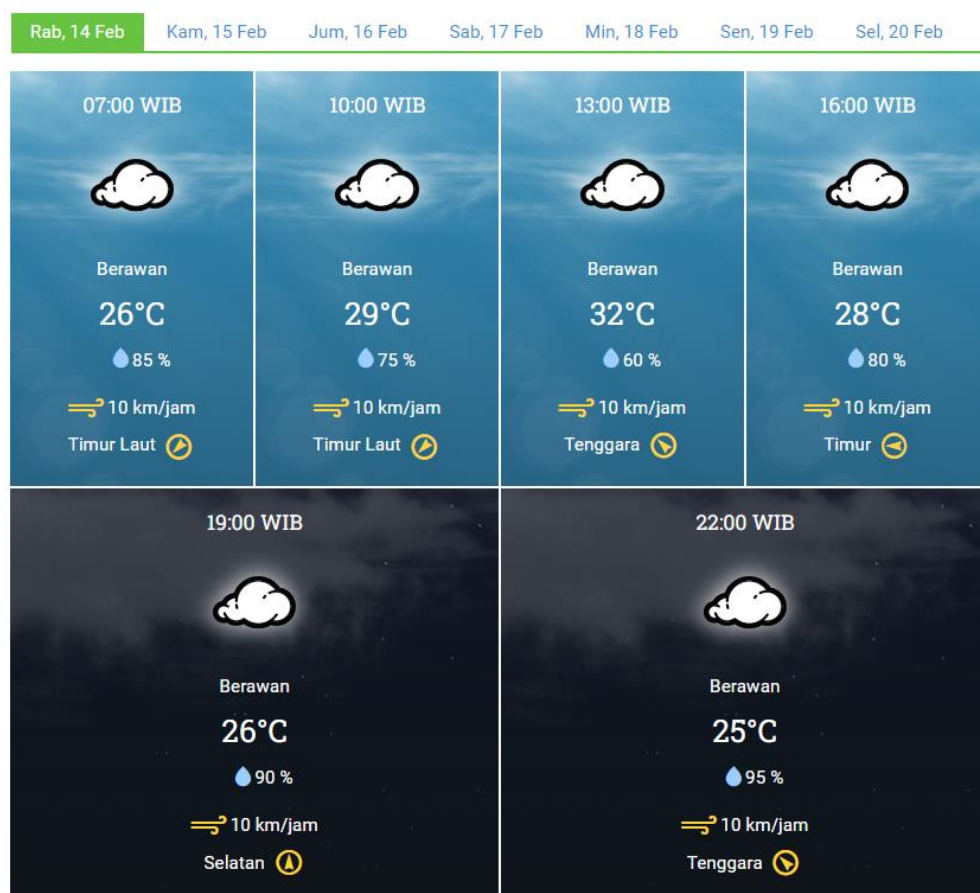 Rab, 14 Feb Kam, 15 Feb Jum, 16 Feb Sab, 17 Feb Min, 18 Feb Sen, 19 Feb Sel, 20 Feb
07:00 WIB
Berawan
26°C
85 %
10 km/jam
Timur Laut
10:00 WIB
Berawan
29°C
75 %
10 km/jam
Timur Laut
13:00 WIB
Berawan
32°C
60 %
10 km/jam
Tenggara
16:00 WIB
Berawan
28°C
80 %
10 km/jam
Timur
19:00 WIB
Berawan
26°C
90 %
10 km/jam
Selatan
22:00 WIB
Berawan
25°C
95 %
10 km/jam
Tenggara